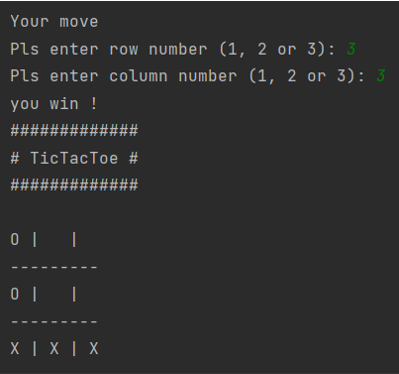 Your move
Pls enter row number (1, 2 or 3): 3
Pls enter column number (1, 2 or 3): 3
you win !
#############
# TicTacToe #
#############
O |   |
---------
O |   |
---------
X | X | X